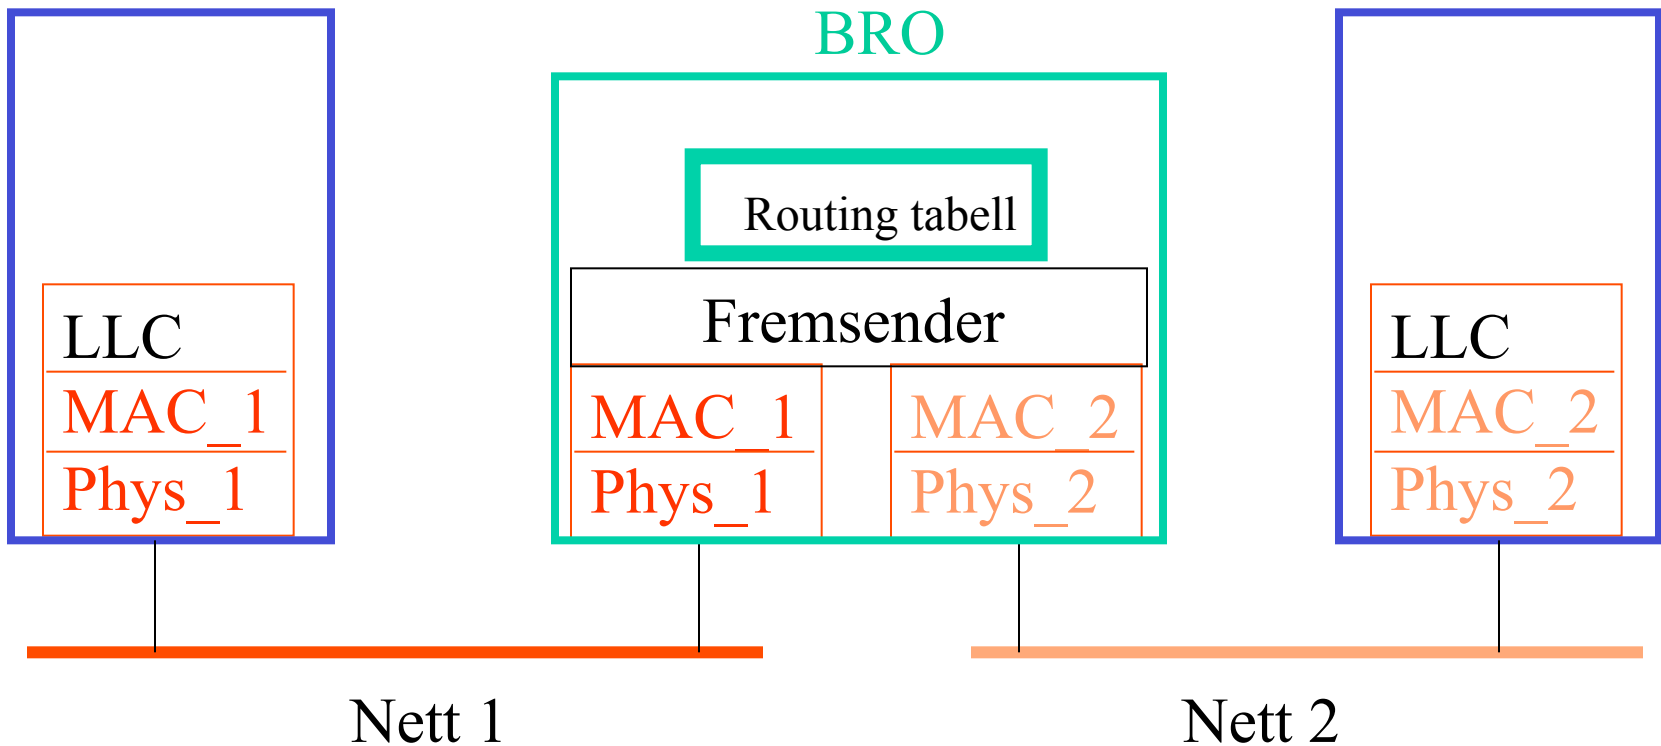 BRO
Routing tabell
Fremsender
LLC
MAC_1
Phys_1
MAC_1
Phys_1
MAC_2
Phys_2
LLC
MAC_2
Phys_2
Nett 1
Nett 2